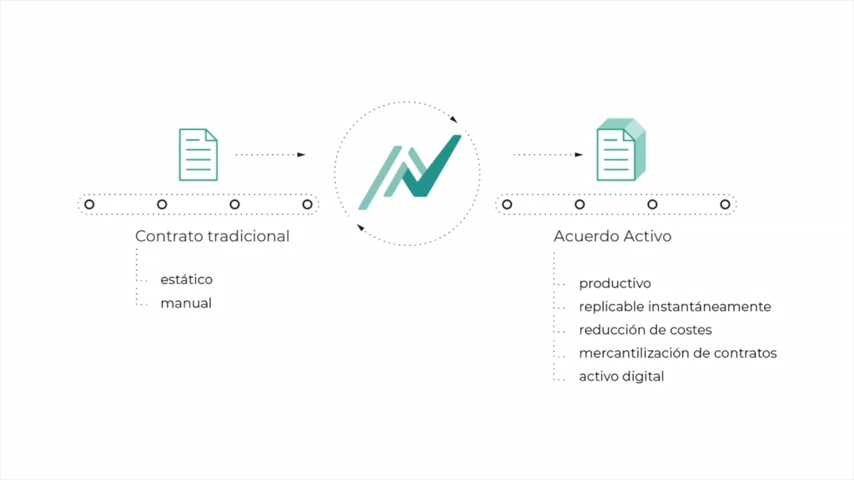 Contrato tradicional
estático
manual
Acuerdo Activo
productivo
replicable instantáneamente
reducción de costes
mercantilización de contratos
activo digital